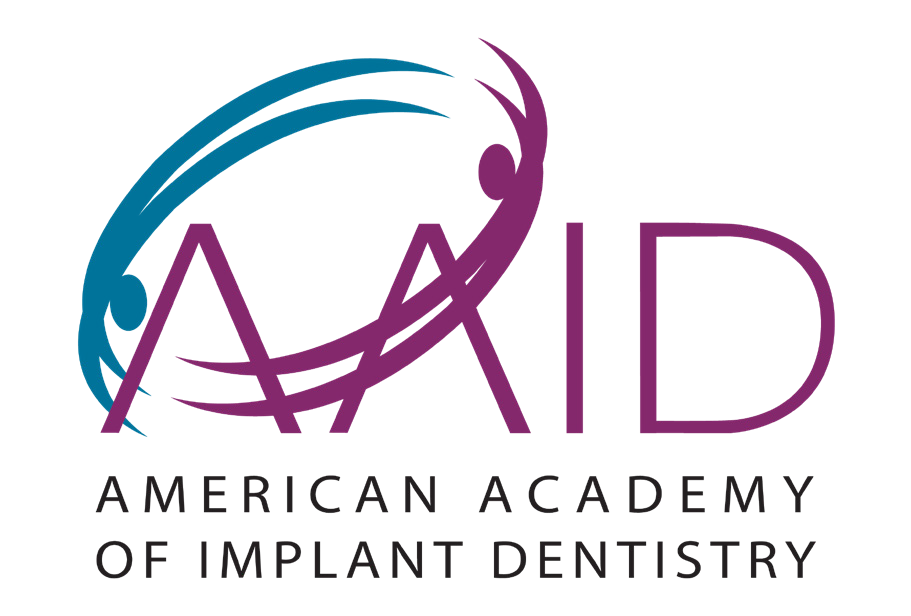 AAID
AMERICAN ACADEMY
OF IMPLANT DENTISTRY